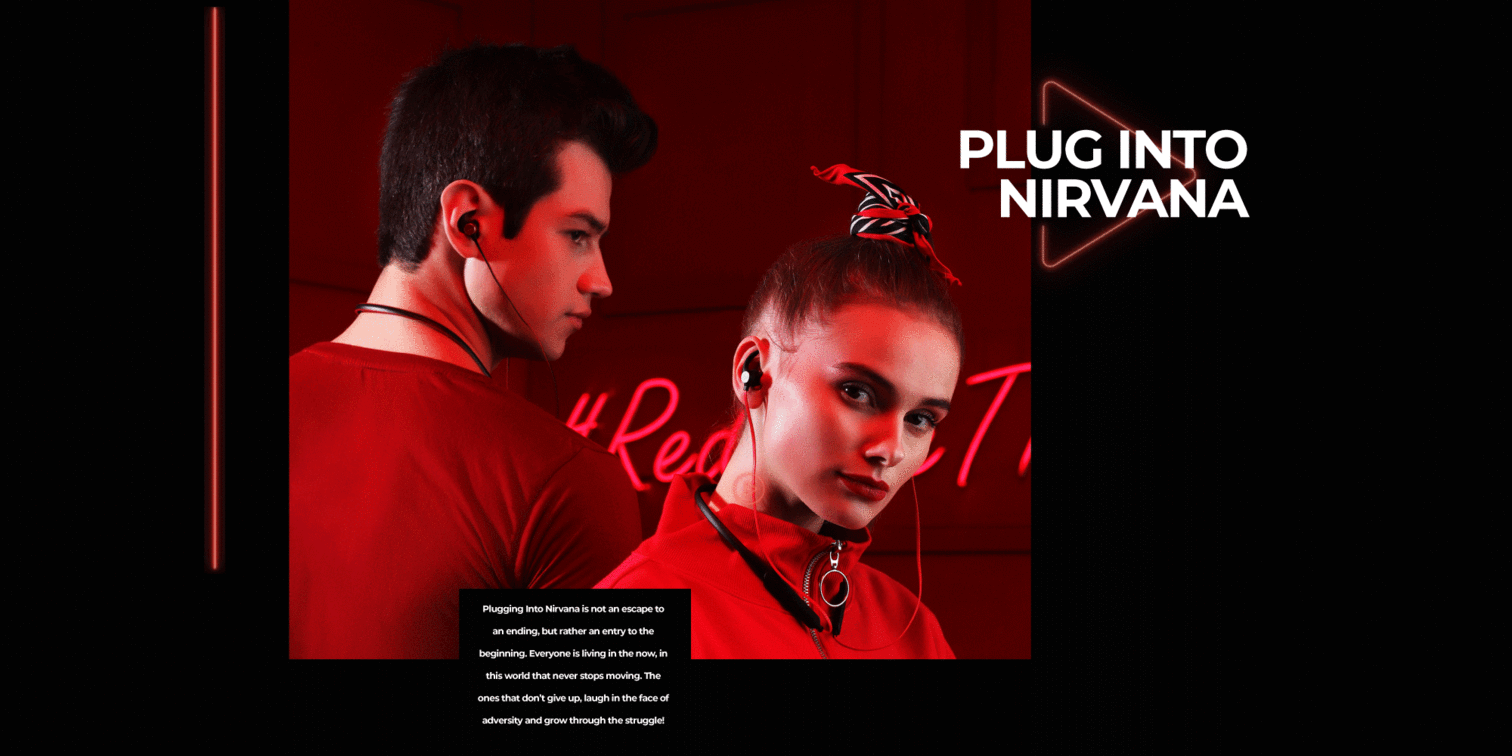 PLUG INTO
NIRVANA
Plugging Into Nirvana is not an escape to
an ending, but rather an entry to the
beginning. Everyone is living in the now, in
this world that never stops moving. The
ones that don't give up, laugh in the face of
adversity and grow through the struggle!